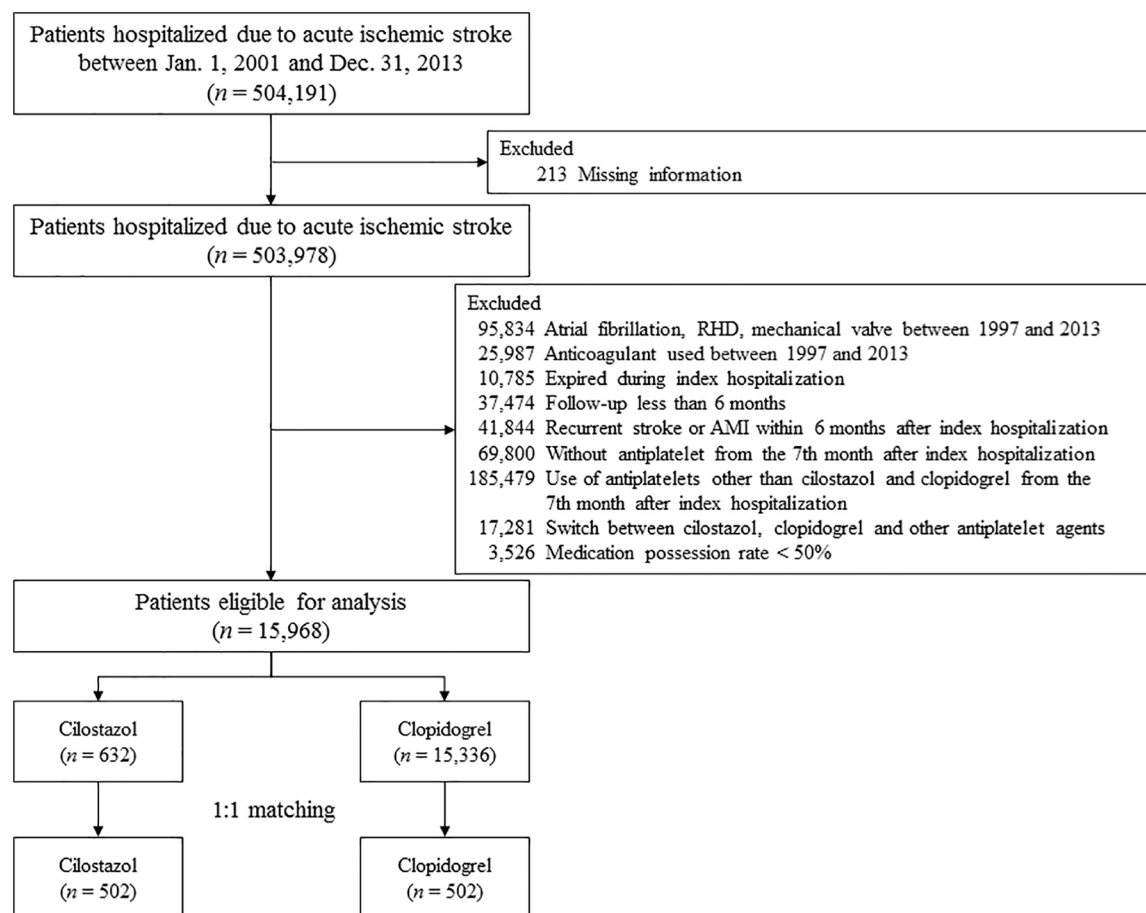 Patients hospitalized due to acute ischemic stroke
between Jan. 1, 2001 and Dec. 31, 2013
(n = 504,191)
Excluded
213 Missing information
Patients hospitalized due to acute ischemic stroke
(n = 503,978)
Excluded
95,834 Atrial fibrillation, RHD, mechanical valve between 1997 and 2013
25,987 Anticoagulant used between 1997 and 2013
10,785 Expired during index hospitalization
37,474 Follow-up less than 6 months
41,844 Recurrent stroke or AMI within 6 months after index hospitalization
69,800 Without antiplatelet from the 7th month after index hospitalization
185,479 Use of antiplatelets other than cilostazol and clopidogrel from the
7th month after index hospitalization
17,281 Switch between cilostazol, clopidogrel and other antiplatelet agents
3,526 Medication possession rate < 50%
Patients eligible for analysis
(n = 15,968)
Cilostazol
(n = 632)
Clopidogrel
(n = 15,336)
1:1 matching
Cilostazol
(n = 502)
Clopidogrel
(n = 502)